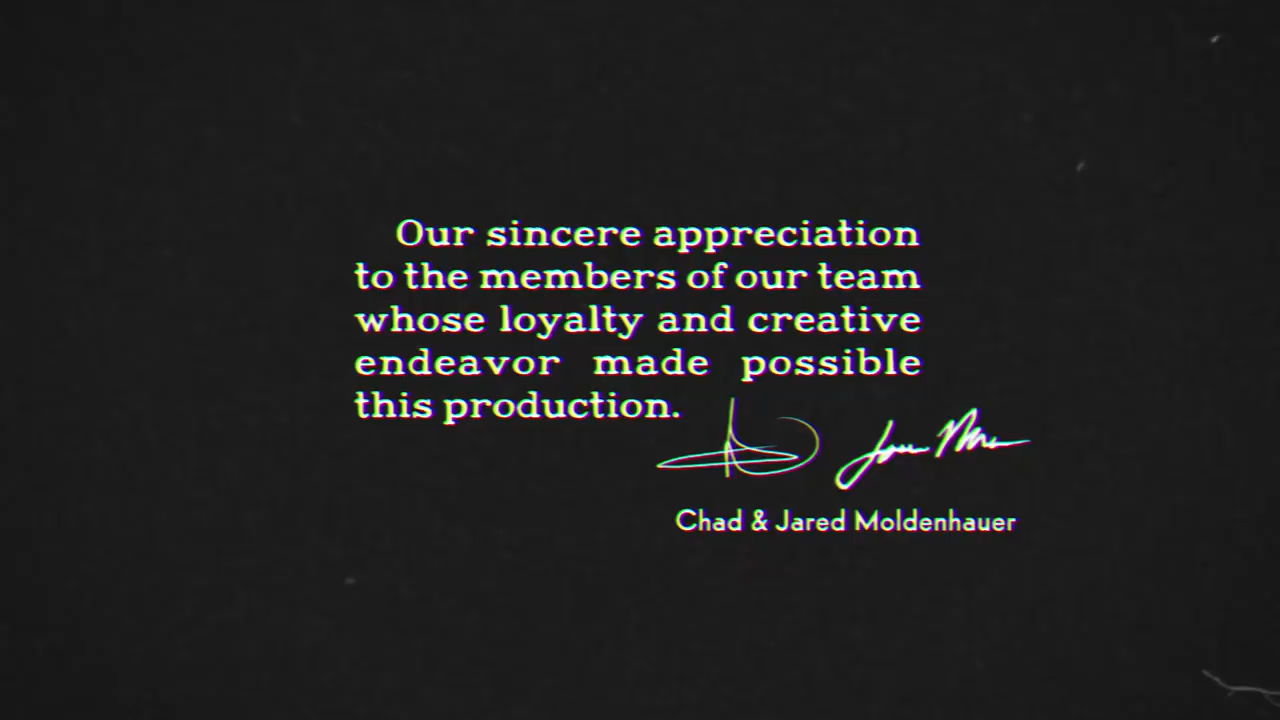 Our sincere appreciation
to the members of our team
whose loyalty and creative
endeavor made possible
this production.
Chad & Jared Moldenhauer